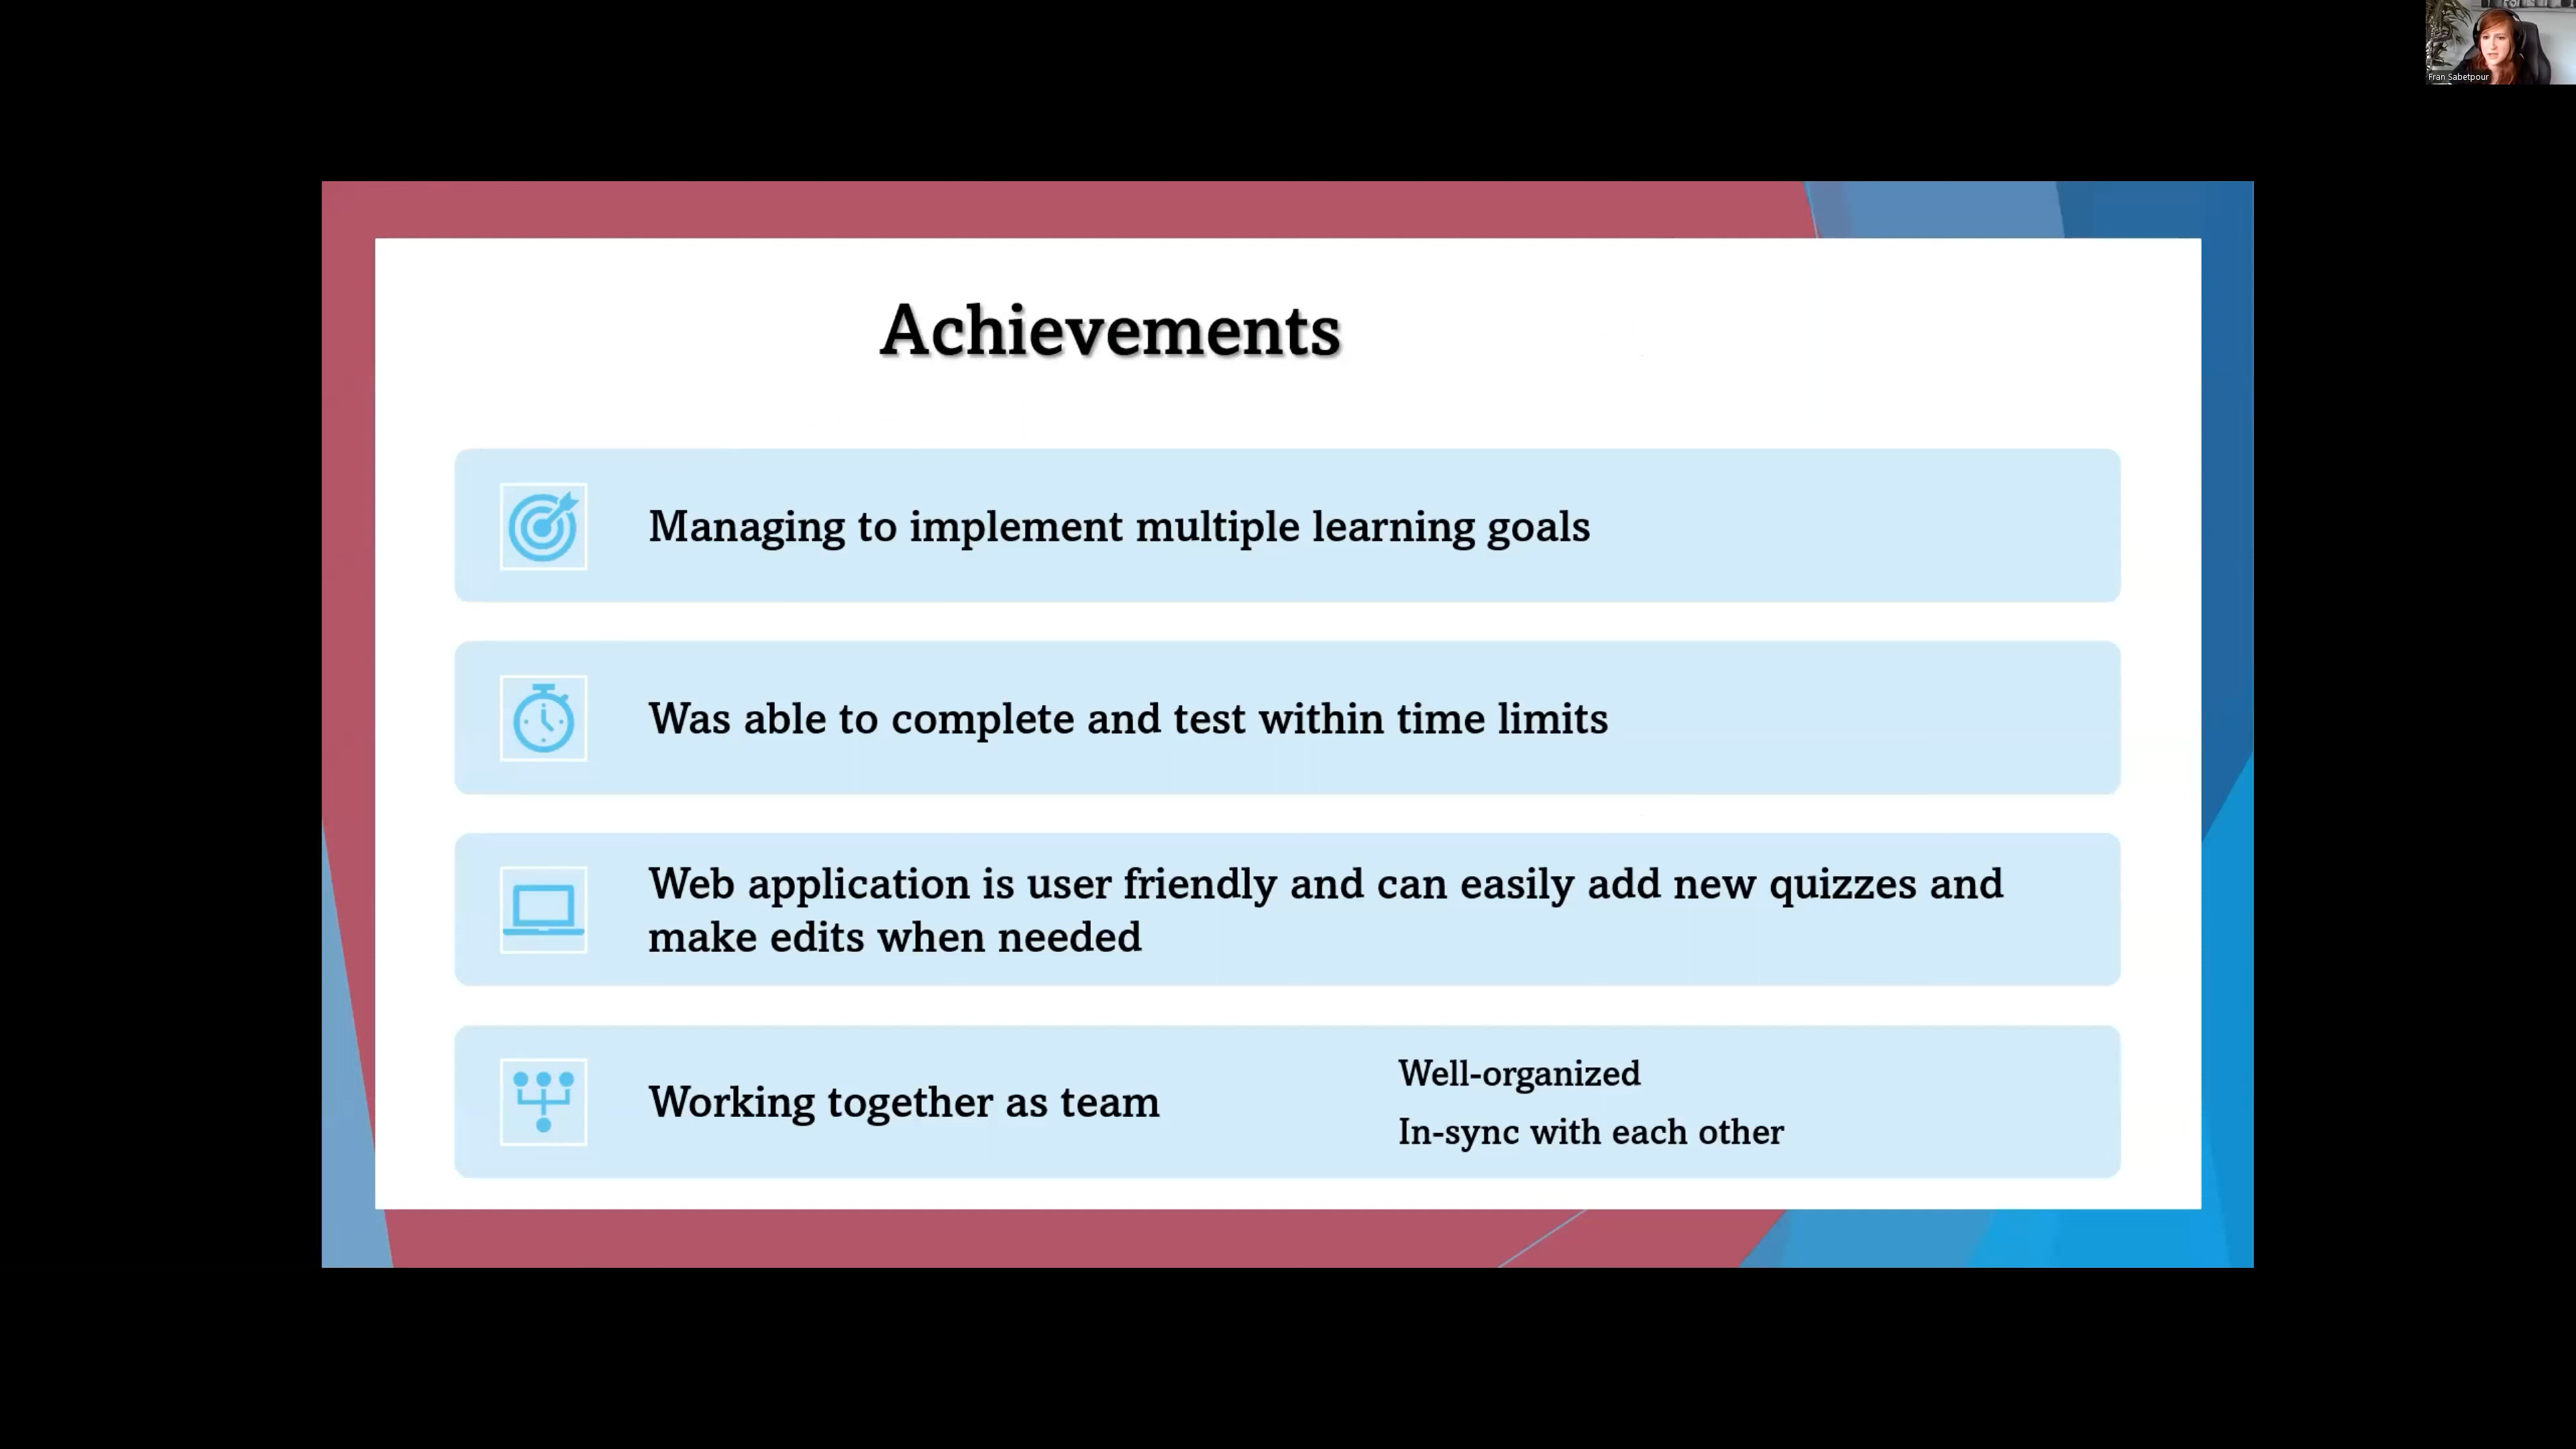 Fran Sabetpour
Achievements
Managing to implement multiple learning goals
Was able to complete and test within time limits
Web application is user friendly and can easily add new quizzes and
make edits when needed
Working together as team
Well-organized
In-sync with each other